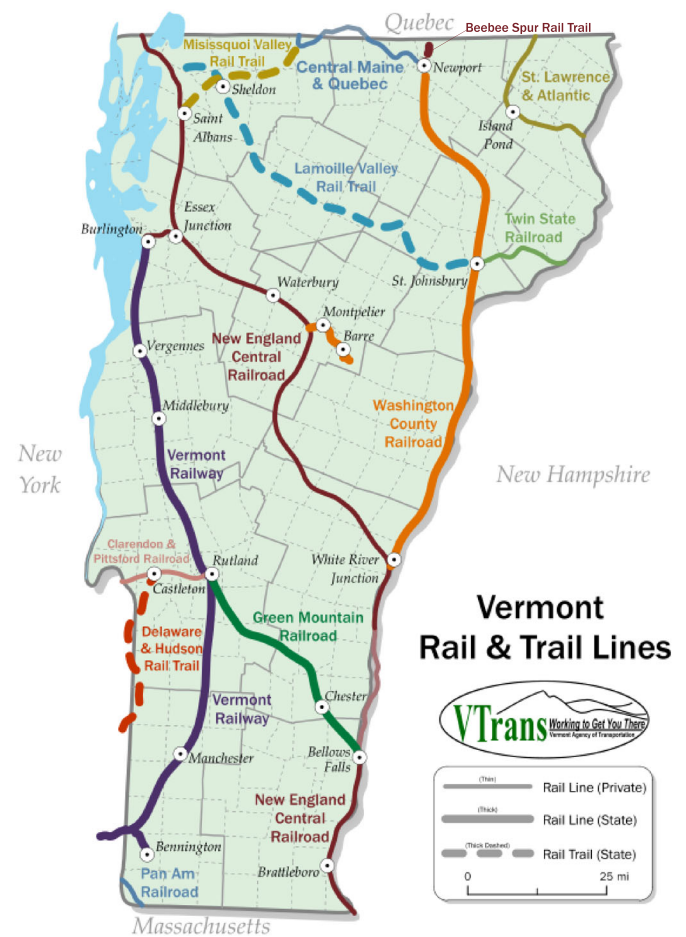 Quebec
Beebee Spur Rail Trail
Misissquoi Valley
Rail Trail
Central Maine
& Quebec
Newport
St. Lawrence
& Atlantic
Sheldon
Saint
Albans
Island
Pond
Lamoille Valley
Rail Trail
Essex
Junction
Burlington
Twin State
Railroad
St. Johnsbury
Waterbury
Montpelier
Barre
Vergennes
New England
Central
Railroad
Middlebury
Washington
County
Railroad
New
York
Vermont
Railway
New Hampshire
Clarendon &
Pittsford Railroad
Rutland
White River
Junction
Castleton
Vermont
Rail & Trail Lines
Green Mountain
Railroad
Delaware
& Hudson
Rail Trail
Chester
Vermont
Railway
VTrans
Working to Get You There
Vermont Agency of Transportation
Manchester
Bellows
Falls
(Thin)
Rail Line (Private)
(Thick)
Rail Line (State)
(Thick Dashed)
Rail Trail (State)
0
25 mi
New England
Central
Railroad
Bennington
Brattleboro
Pan Am
Railroad
Massachusetts